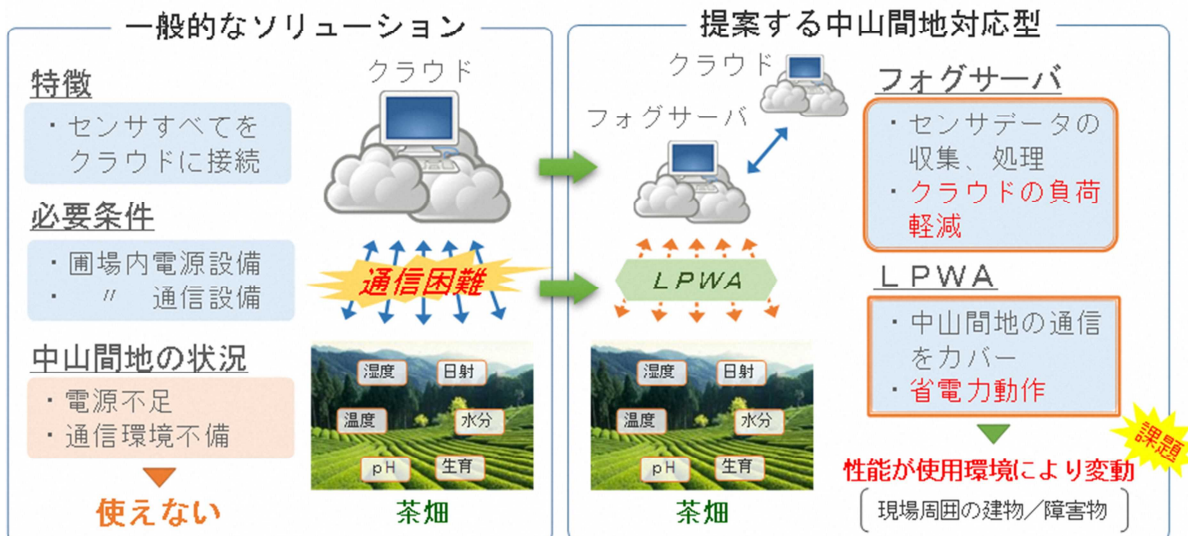 一般的なソリューション
特徴
・センサすべてを
クラウドに接続
必要条件
・圃場内電源設備
・ 〃 通信設備
中山間地の状況
・電源不足
・通信環境不備
使えない
クラウド
通信困難
湿度
日射
温度
水分
pH
生育
茶畑
提案する中山間地対応型
クラウド
フォグサーバ
LPWA
湿度
日射
温度
水分
pH
生育
茶畑
フォグサーバ
・センサデータの
収集、処理
・クラウドの負荷
軽減
LPWA
・中山間地の通信
をカバー
・省電力動作
課題
性能が使用環境により変動
現場周囲の建物/障害物